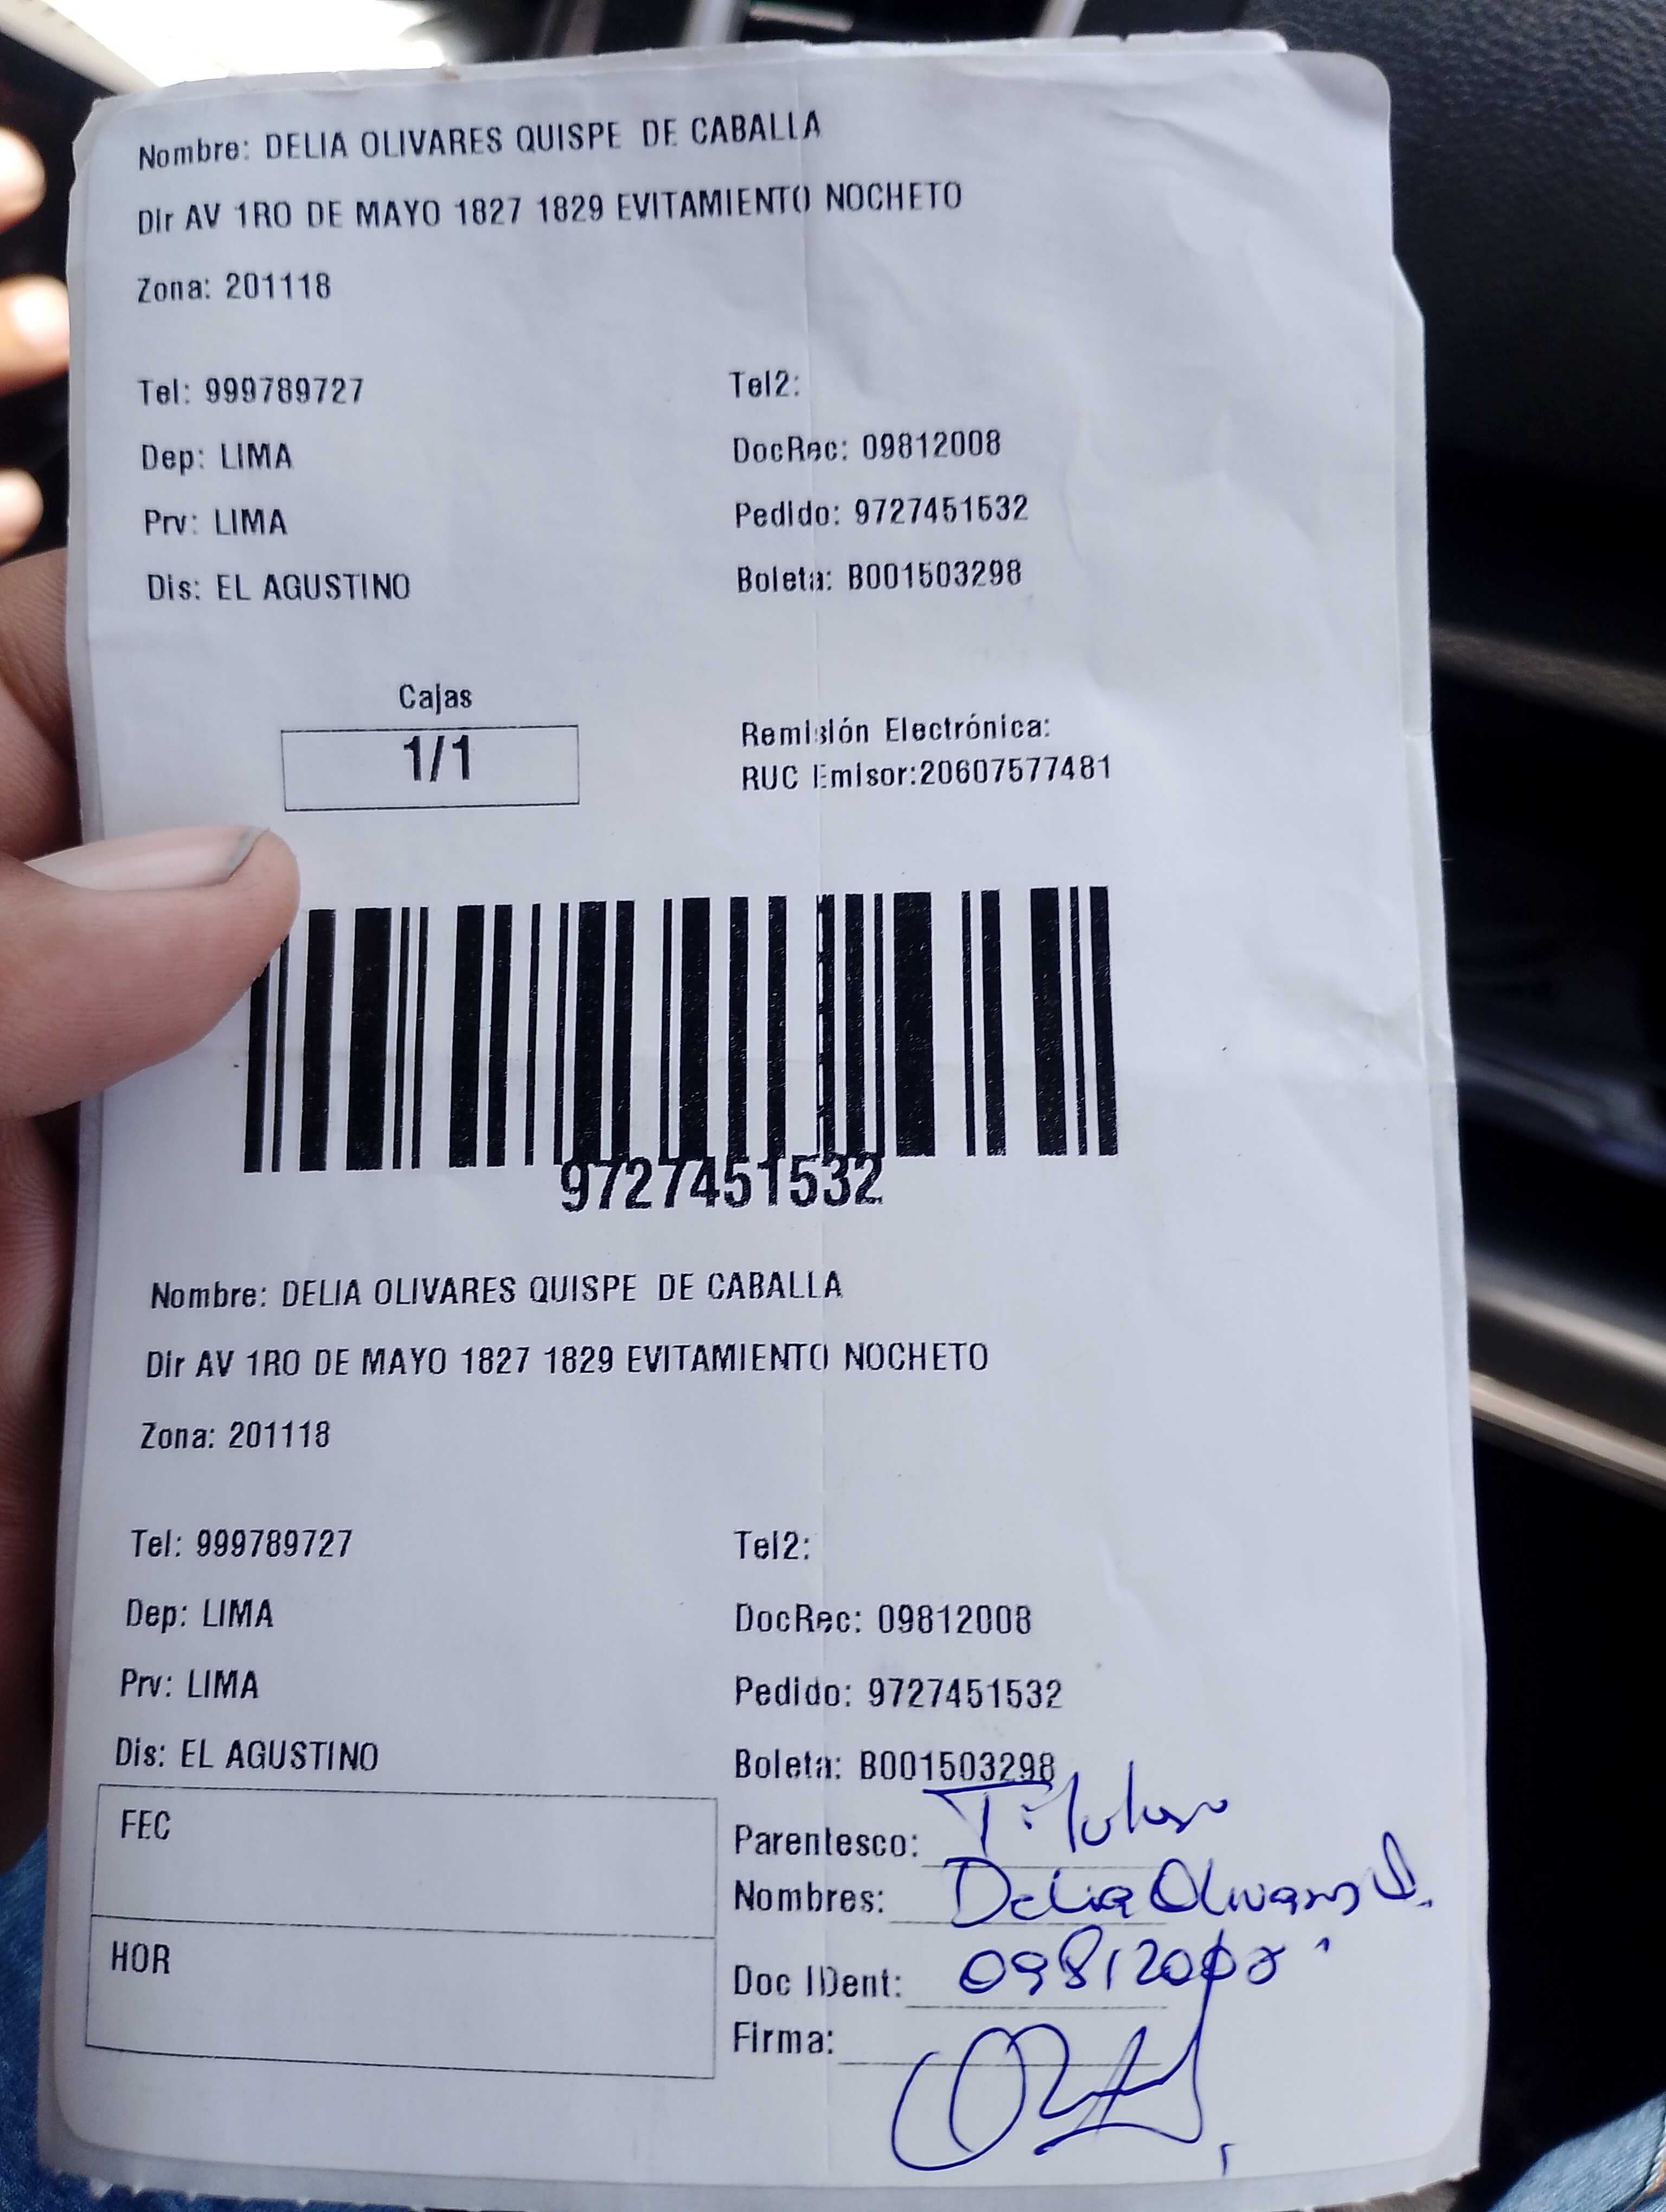 Nombre: DELIA OLIVARES QUISPE DE CABALLA
Dir AV 1RO DE MAYO 1827 1829 EVITAMIENTO NOCHETO
Zona: 201118
Tel: 999789727 Tel2:
Dep: LIMA DocRec: 09812008
Prv: LIMA Pedido: 9727451532
Dis: EL AGUSTINO Boleta: B001503298
Cajas
1/1
Remisión Electrónica:
RUC Emisor:20607577481
9727451532
Nombre: DELIA OLIVARES QUISPE DE CABALLA
Dir AV 1RO DE MAYO 1827 1829 EVITAMIENTO NOCHETO
Zona: 201118
Tel: 999789727 Tel2:
Dep: LIMA DocRec: 09812008
Prv: LIMA Pedido: 9727451532
Dis: EL AGUSTINO Boleta: B001503298
FEC
HOR
Parentesco: Titular
Nombres: Delia Olivares Q.
Doc IDent: 09812008
Firma: